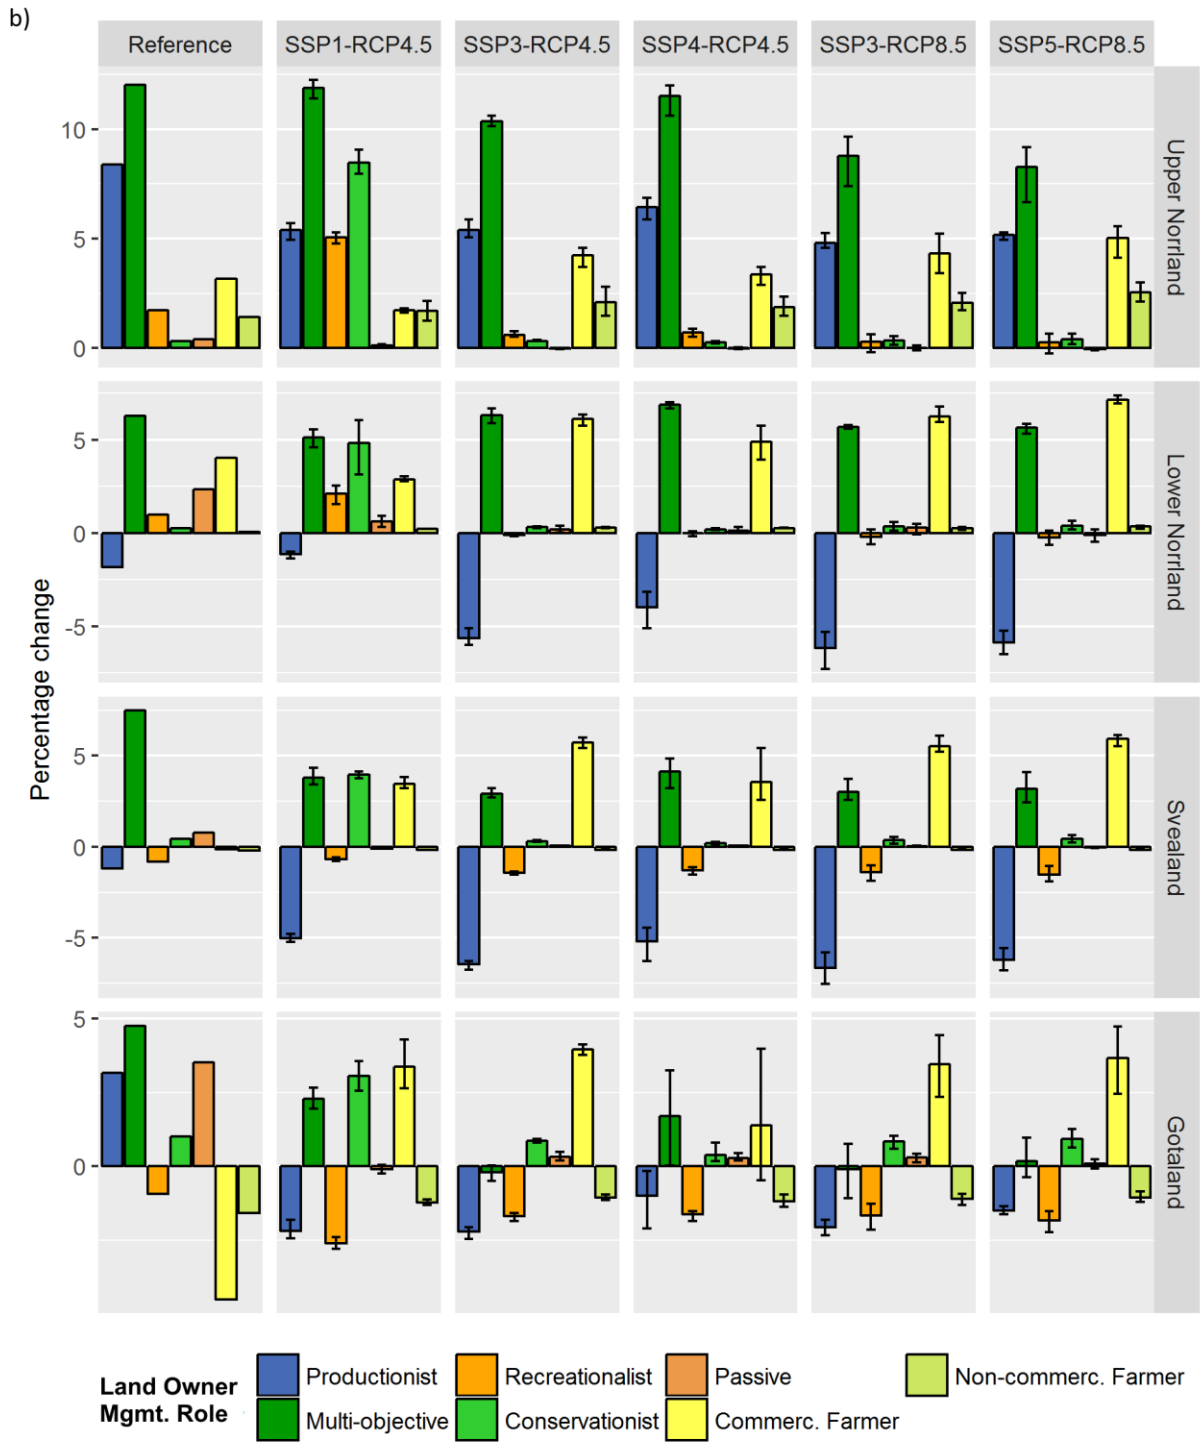 b)
Reference SSP1-RCP4.5 SSP3-RCP4.5 SSP4-RCP4.5 SSP3-RCP8.5 SSP5-RCP8.5
10
5
0
Upper Norrland
5
0
-5
Lower Norrland
Percentage change
5
0
-5
Svealand
5
0
Gotaland
Land Owner
Mgmt. Role
Productionist Recreationalist Passive Non-commerc. Farmer
Multi-objective Conservationist Commerc. Farmer